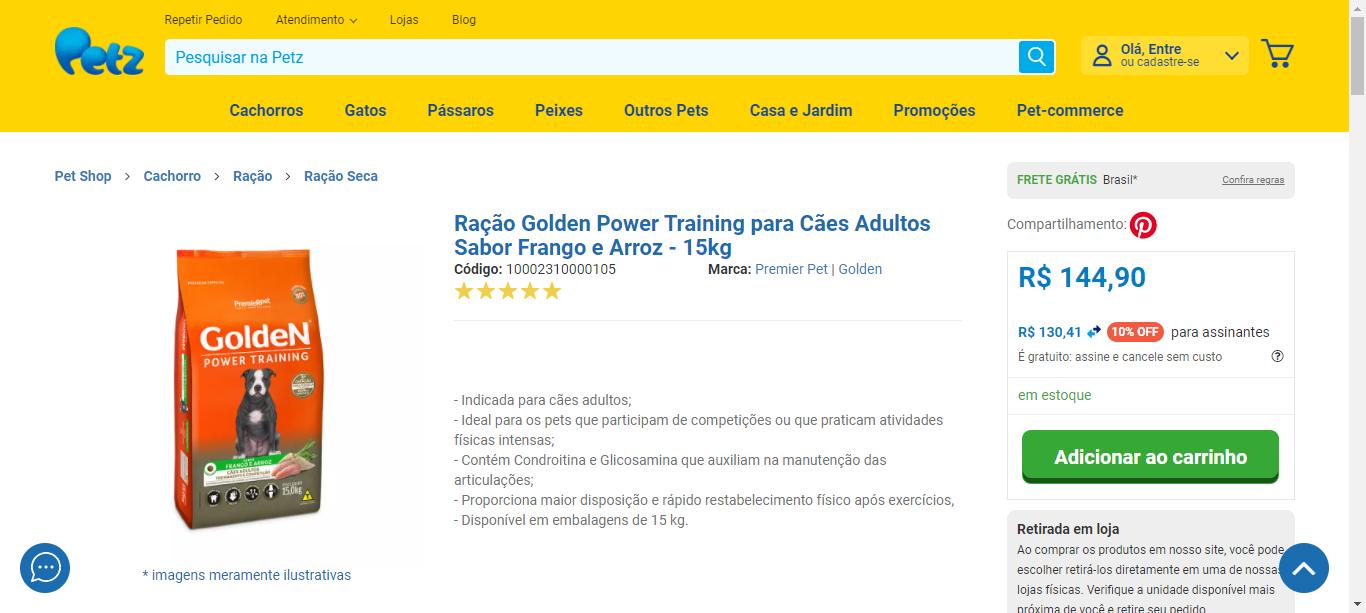 Repetir Pedido Atendimento Lojas Blog
Petz
Pesquisar na Petz
Olá, Entre
ou cadastre-se
Cachorros Gatos Pássaros Peixes Outros Pets Casa e Jardim Promoções Pet-commerce
Pet Shop > Cachorro > Ração > Ração Seca
FRETE GRÁTIS Brasil* Confira regras
Compartilhamento:
Ração Golden Power Training para Cães Adultos
Sabor Frango e Arroz - 15kg
Código: 10002310000105 Marca: Premier Pet | Golden
PremieRpet
GoldeN
POWER TRAINING
FRANGO E ARROZ
CÃES ADULTOS
15,0kg
* imagens meramente ilustrativas
- Indicada para cães adultos;
- Ideal para os pets que participam de competições ou que praticam atividades
físicas intensas;
- Contém Condroitina e Glicosamina que auxiliam na manutenção das
articulações;
- Proporciona maior disposição e rápido restabelecimento físico após exercícios,
- Disponível em embalagens de 15 kg.
R$ 144,90
R$ 130,41 10% OFF para assinantes
É gratuito: assine e cancele sem custo
em estoque
Adicionar ao carrinho
Retirada em loja
Ao comprar os produtos em nosso site, você pode
escolher retirá-los diretamente em uma de nossas
lojas físicas. Verifique a unidade disponível mais
próxima de você e retire seu pedido